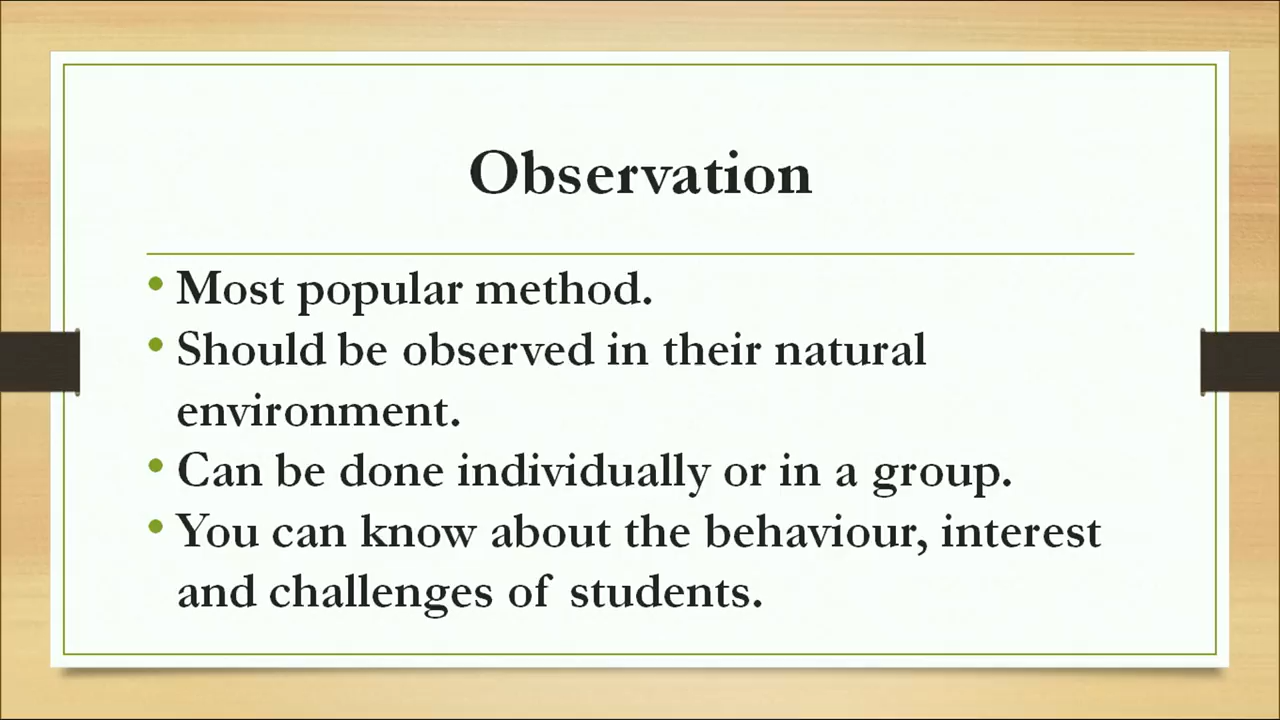 Observation
• Most popular method.
• Should be observed in their natural
environment.
• Can be done individually or in a group.
• You can know about the behaviour, interest
and challenges of students.